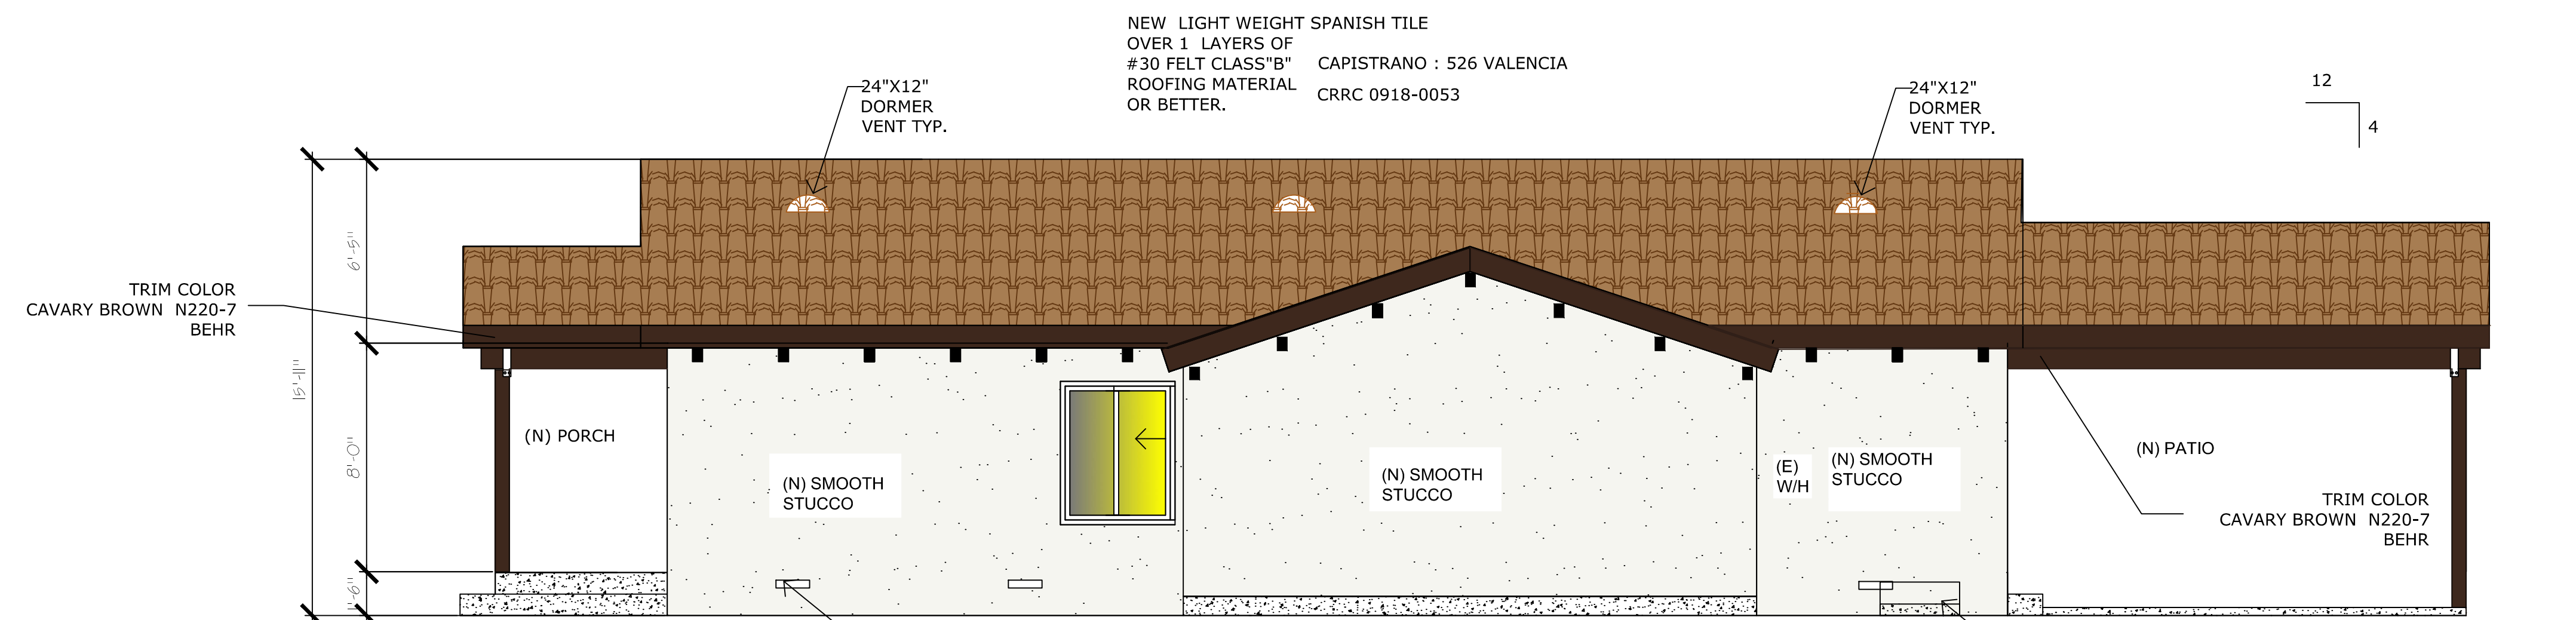 NEW LIGHT WEIGHT SPANISH TILE
OVER 1 LAYERS OF
#30 FELT CLASS"B"
ROOFING MATERIAL
OR BETTER.
CAPISTRANO : 526 VALENCIA
CRRC 0918-0053
24"X12"
DORMER
VENT TYP.
24"X12"
DORMER
VENT TYP.
12
4
6'-5"
15'-11"
8'-0"
1'-6"
TRIM COLOR
CAVARY BROWN N220-7
BEHR
(N) PORCH
(N) SMOOTH
STUCCO
(N) SMOOTH
STUCCO
(E)
W/H
(N) SMOOTH
STUCCO
(N) PATIO
TRIM COLOR
CAVARY BROWN N220-7
BEHR